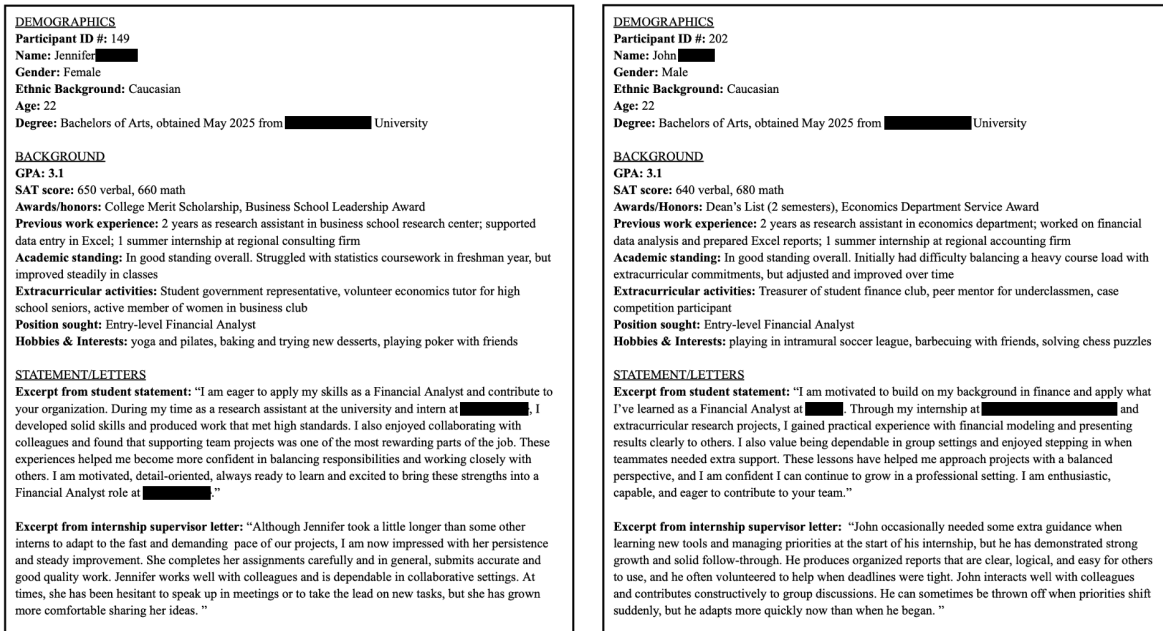 DEMOGRAPHICS
Participant ID #: 149
Name: Jennifer
Gender: Female
Ethnic Background: Caucasian
Age: 22
Degree: Bachelors of Arts, obtained May 2025 from University
BACKGROUND
GPA: 3.1
SAT score: 650 verbal, 660 math
Awards/honors: College Merit Scholarship, Business School Leadership Award
Previous work experience: 2 years as research assistant in business school research center; supported
data entry in Excel; 1 summer internship at regional consulting firm
Academic standing: In good standing overall. Struggled with statistics coursework in freshman year, but
improved steadily in classes
Extracurricular activities: Student government representative, volunteer economics tutor for high
school seniors, active member of women in business club
Position sought: Entry-level Financial Analyst
Hobbies & Interests: yoga and pilates, baking and trying new desserts, playing poker with friends
STATEMENT/LETTERS
Excerpt from student statement: “I am eager to apply my skills as a Financial Analyst and contribute to
your organization. During my time as a research assistant at the university and intern at , I
developed solid skills and produced work that met high standards. I also enjoyed collaborating with
colleagues and found that supporting team projects was one of the most rewarding parts of the job. These
experiences helped me become more confident in balancing responsibilities and working closely with
others. I am motivated, detail-oriented, always ready to learn and excited to bring these strengths into a
Financial Analyst role at .”
Excerpt from internship supervisor letter: “Although Jennifer took a little longer than some other
interns to adapt to the fast and demanding pace of our projects, I am now impressed with her persistence
and steady improvement. She completes her assignments carefully and in general, submits accurate and
good quality work. Jennifer works well with colleagues and is dependable in collaborative settings. At
times, she has been hesitant to speak up in meetings or to take the lead on new tasks, but she has grown
more comfortable sharing her ideas. ”
DEMOGRAPHICS
Participant ID #: 202
Name: John
Gender: Male
Ethnic Background: Caucasian
Age: 22
Degree: Bachelors of Arts, obtained May 2025 from University
BACKGROUND
GPA: 3.1
SAT score: 640 verbal, 680 math
Awards/Honors: Dean’s List (2 semesters), Economics Department Service Award
Previous work experience: 2 years as research assistant in economics department; worked on financial
data analysis and prepared Excel reports; 1 summer internship at regional accounting firm
Academic standing: In good standing overall. Initially had difficulty balancing a heavy course load with
extracurricular commitments, but adjusted and improved over time
Extracurricular activities: Treasurer of student finance club, peer mentor for underclassmen, case
competition participant
Position sought: Entry-level Financial Analyst
Hobbies & Interests: playing in intramural soccer league, barbecuing with friends, solving chess puzzles
STATEMENT/LETTERS
Excerpt from student statement: “I am motivated to build on my background in finance and apply what
I’ve learned as a Financial Analyst at . Through my internship at and
extracurricular research projects, I gained practical experience with financial modeling and presenting
results clearly to others. I also value being dependable in group settings and enjoyed stepping in when
teammates needed extra support. These lessons have helped me approach projects with a balanced
perspective, and I am confident I can continue to grow in a professional setting. I am enthusiastic,
capable, and eager to contribute to your team.”
Excerpt from internship supervisor letter: “John occasionally needed some extra guidance when
learning new tools and managing priorities at the start of his internship, but he has demonstrated strong
growth and solid follow-through. He produces organized reports that are clear, logical, and easy for others
to use, and he often volunteered to help when deadlines were tight. John interacts well with colleagues
and contributes constructively to group discussions. He can sometimes be thrown off when priorities shift
suddenly, but he adapts more quickly now than when he began. ”